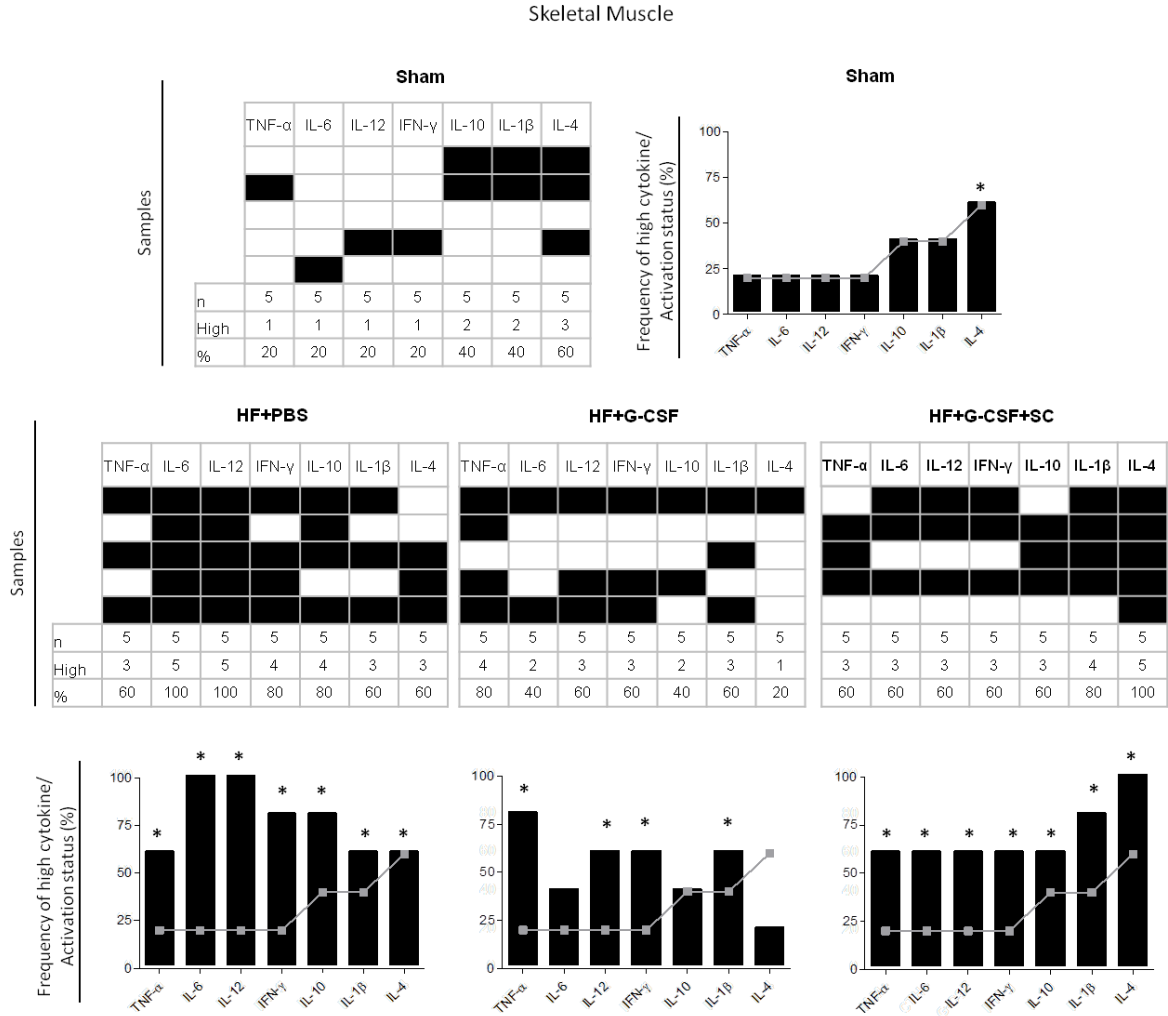 Skeletal Muscle
Sham
Samples
TNF-α IL-6 IL-12 IFN-γ IL-10 IL-1β IL-4
n 5 5 5 5 5 5 5
High 1 1 1 1 2 2 3
% 20 20 20 20 40 40 60
Sham
Frequency of high cytokine/
Activation status (%)
100
75
50
25
0
*
TNF-α IL-6 IL-12 IFN-γ IL-10 IL-1β IL-4
HF+PBS
Samples
TNF-α IL-6 IL-12 IFN-γ IL-10 IL-1β IL-4
n 5 5 5 5 5 5 5
High 3 5 5 4 4 3 3
% 60 100 100 80 80 60 60
HF+G-CSF
TNF-α IL-6 IL-12 IFN-γ IL-10 IL-1β IL-4
5 5 5 5 5 5 5
4 2 3 3 2 3 1
80 40 60 60 40 60 20
HF+G-CSF+SC
TNF-α IL-6 IL-12 IFN-γ IL-10 IL-1β IL-4
5 5 5 5 5 5 5
3 3 3 3 3 4 5
60 60 60 60 60 80 100
Frequency of high cytokine/
Activation status (%)
100
75
50
25
0
* * * * * * *
TNF-α IL-6 IL-12 IFN-γ IL-10 IL-1β IL-4
100
75
50
25
0
* * * *
TNF-α IL-6 IL-12 IFN-γ IL-10 IL-1β IL-4
100
75
50
25
0
* * * * * * *
TNF-α IL-6 IL-12 IFN-γ IL-10 IL-1β IL-4